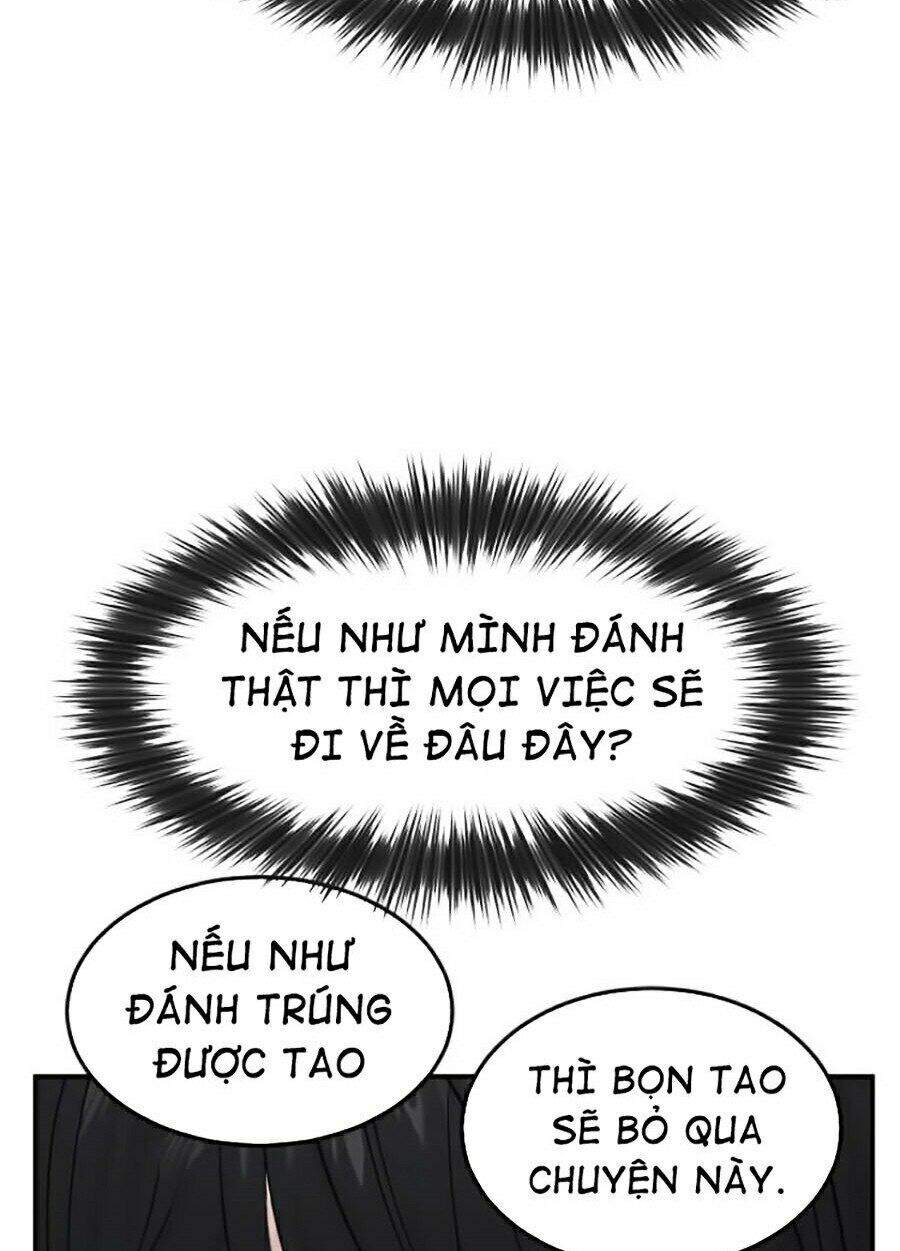 NẾU NHƯ MÌNH ĐÁNH
THẬT THÌ MỌI VIỆC SẼ
ĐI VỀ ĐÂU ĐÂY?
NẾU NHƯ
ĐÁNH TRÚNG
ĐƯỢC TAO
THÌ BỌN TAO
SẼ BỎ QUA
CHUYỆN NÀY.